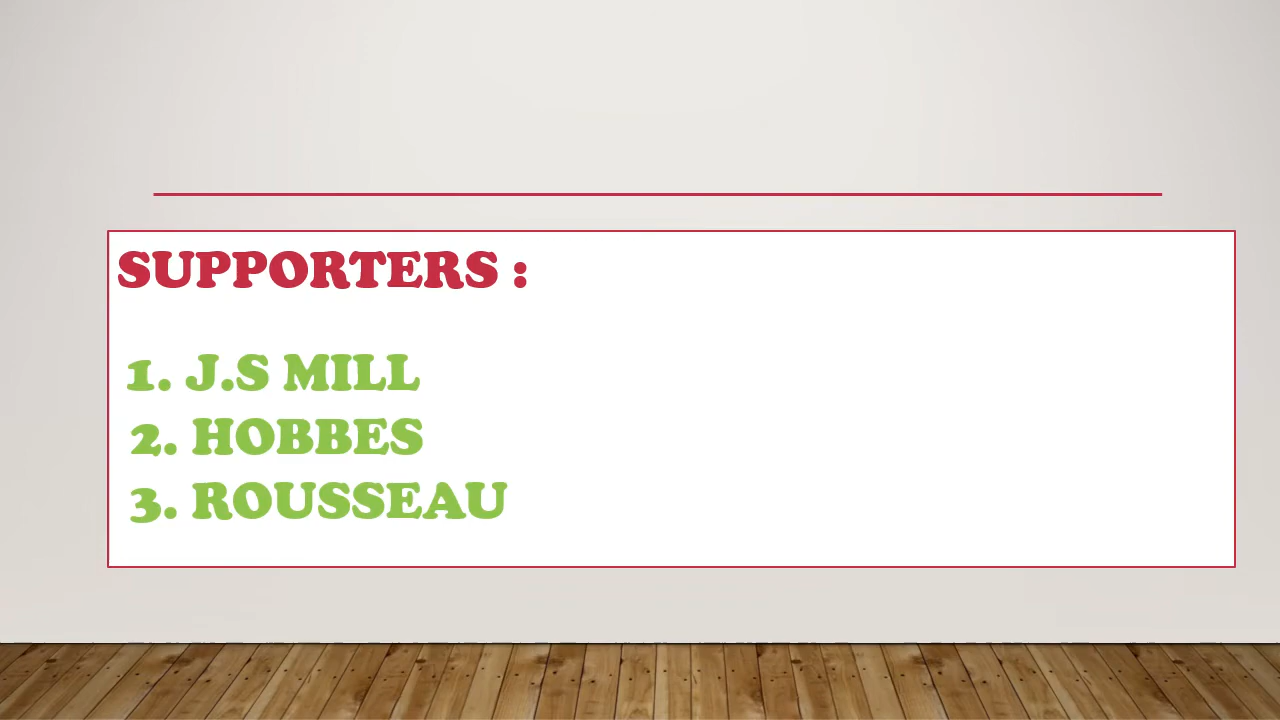 SUPPORTERS :
1. J.S MILL
2. HOBBES
3. ROUSSEAU